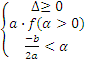 Δ≥ 0
a · f(α > 0)
-b/2a < α